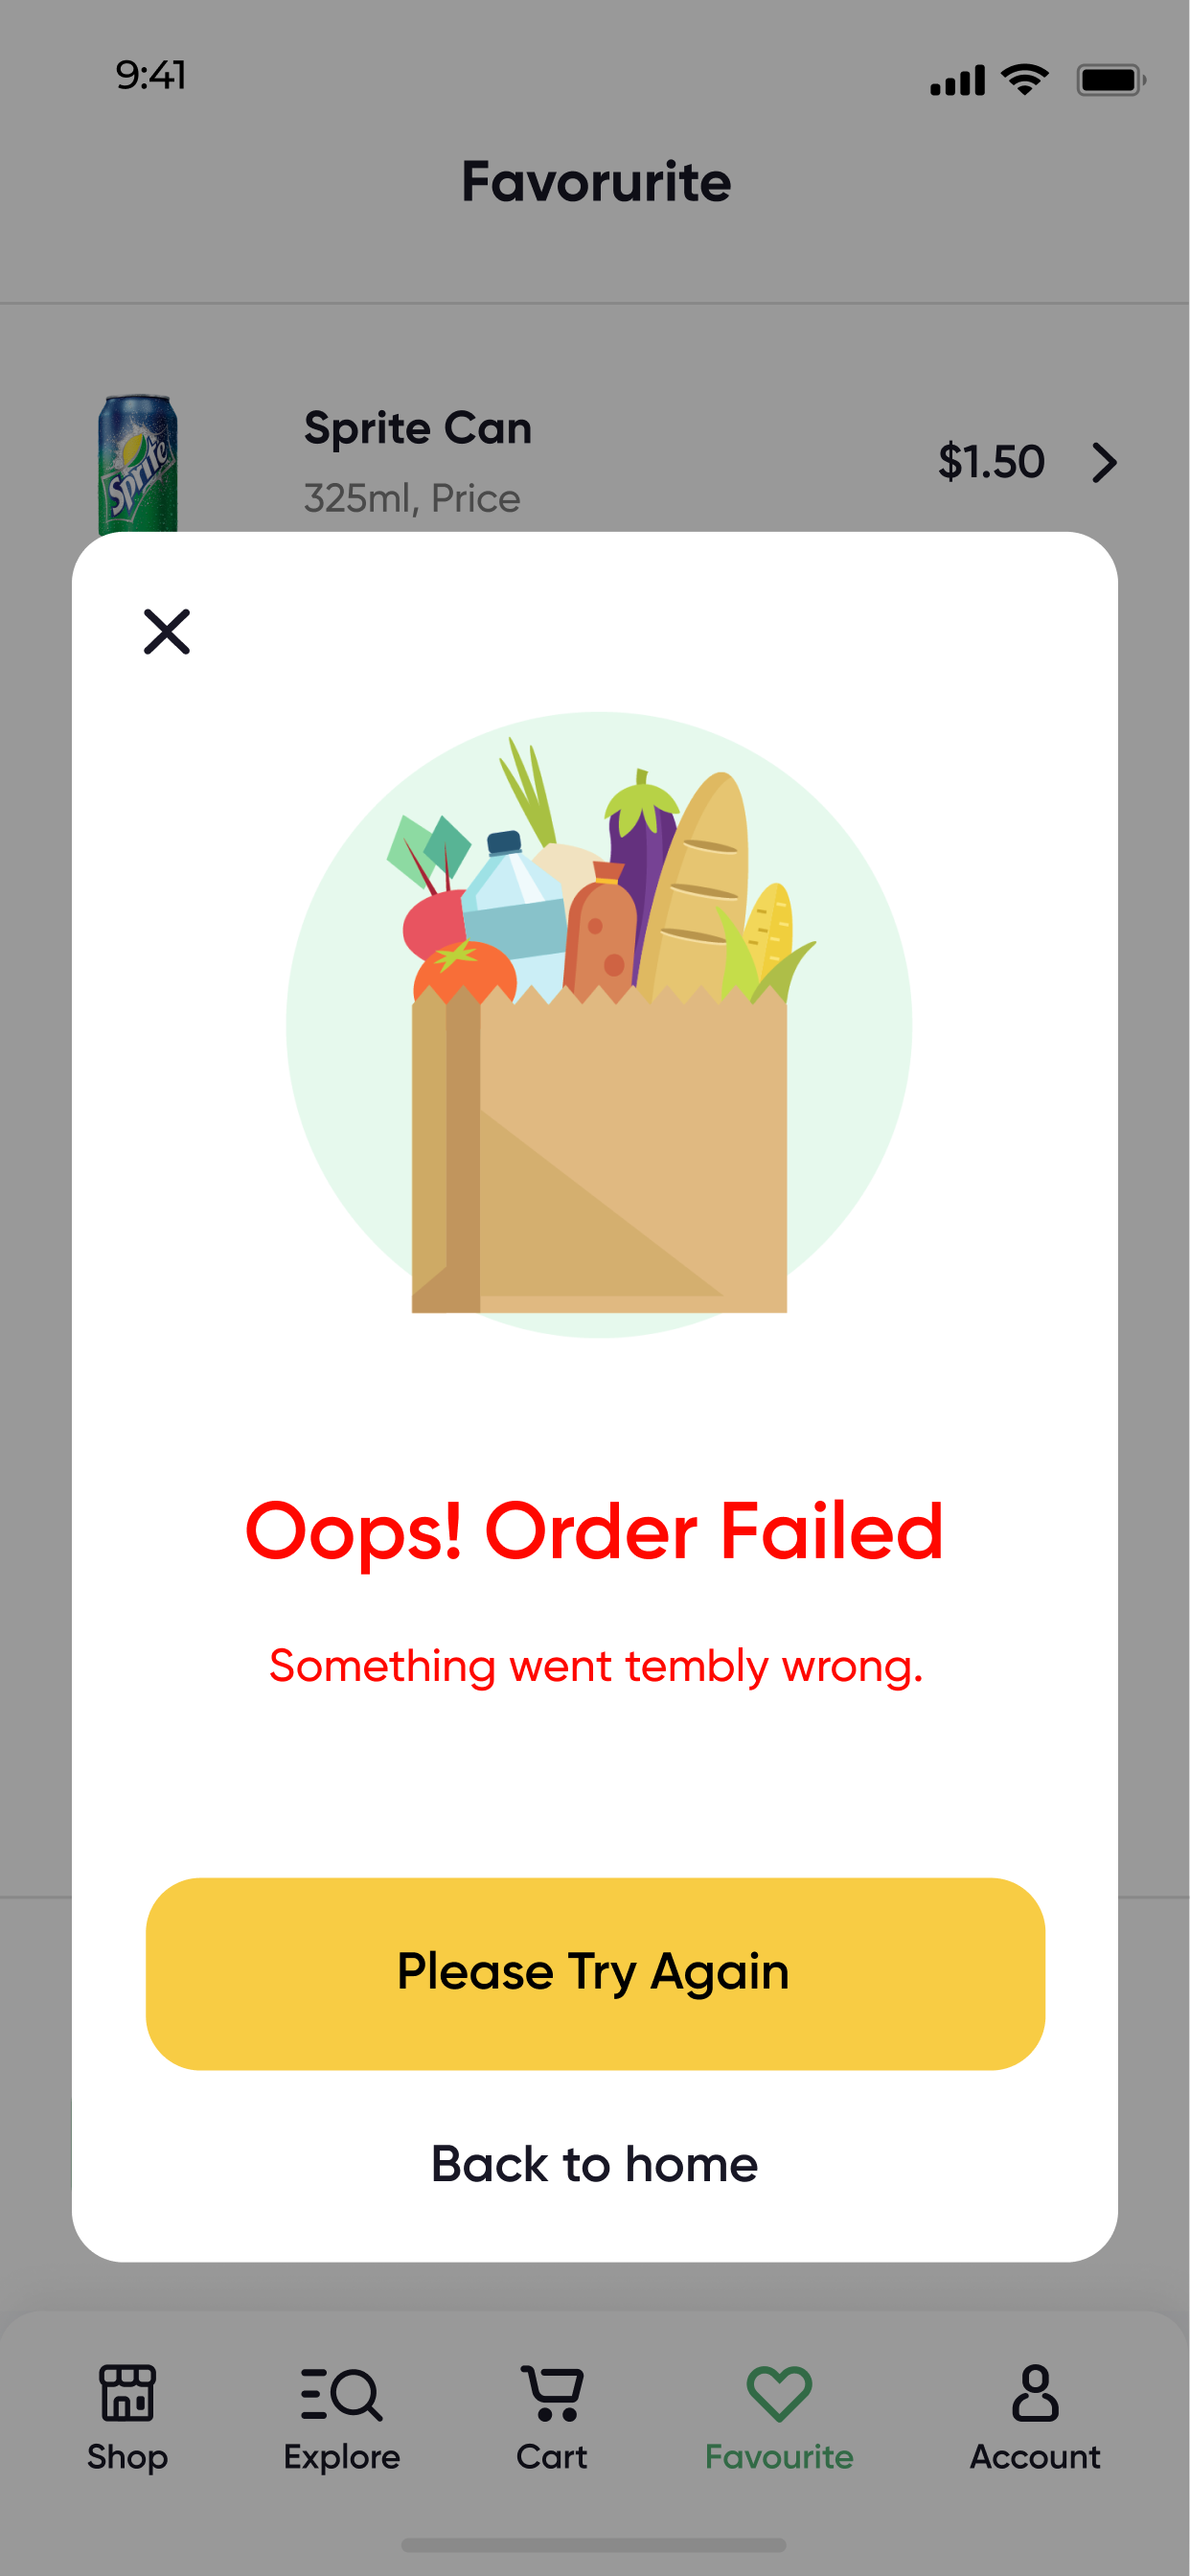 9:41
Favorurite
Sprite
Sprite Can
325ml, Price
$1.50
Oops! Order Failed
Something went tembly wrong.
Please Try Again
Back to home
Shop
Explore
Cart
Favourite
Account